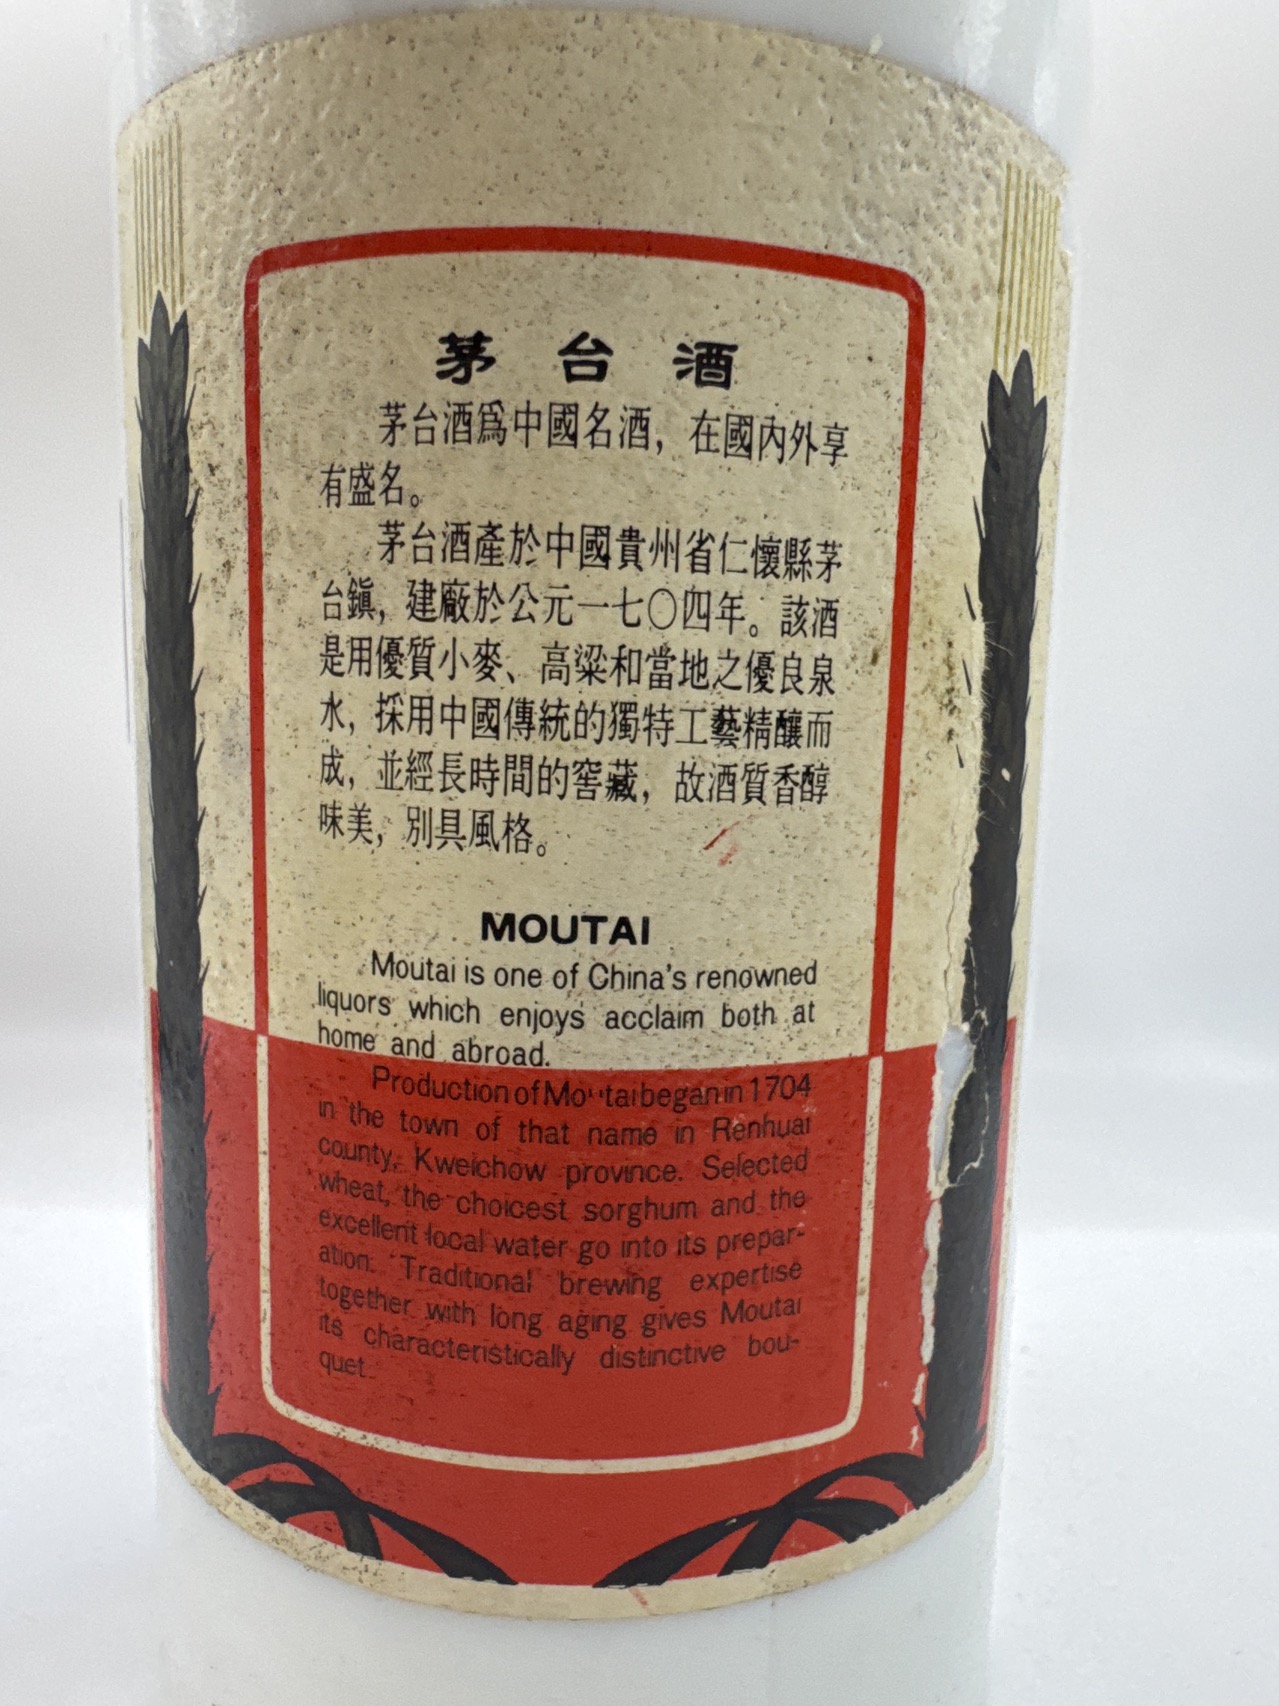 茅台酒
茅台酒爲中國名酒，在國內外享
有盛名。
茅台酒產於中國貴州省仁懷縣茅
台鎭，建廠於公元一七〇四年。該酒
是用優質小麥、高粱和當地之優良泉
水，採用中國傳統的獨特工藝精釀而
成，並經長時間的窖藏，故酒質香醇
味美，別具風格。
MOUTAI
Moutai is one of China's renowned
liquors which enjoys acclaim both at
home and abroad.
Production of Moutai began in 1704
in the town of that name in Renhuai
county, Kweichow province. Selected
wheat, the choicest sorghum and the
excellent local water go into its prepar-
ation. Traditional brewing expertise
together with long aging gives Moutai
its characteristically distinctive bou-
quet